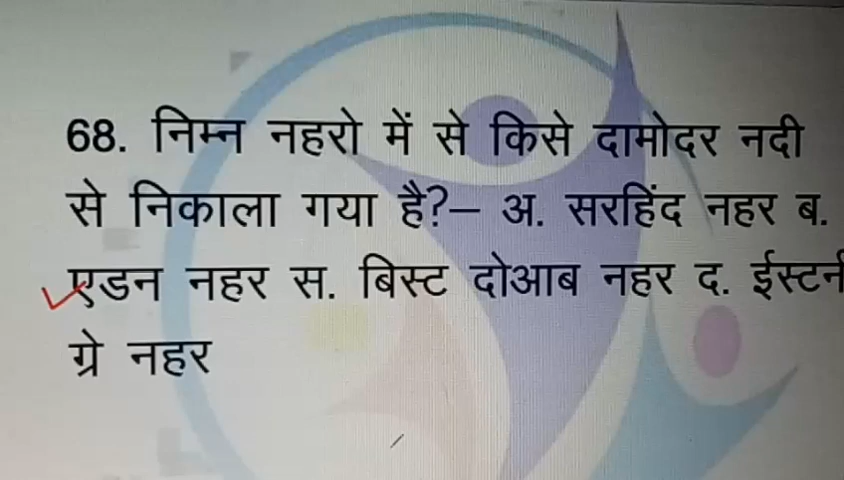 68. निम्न नहरो में से किसे दामोदर नदी
से निकाला गया है?– अ. सरहिंद नहर ब.
एडन नहर स. बिस्ट दोआब नहर द. ईस्टर्न
ग्रे नहर